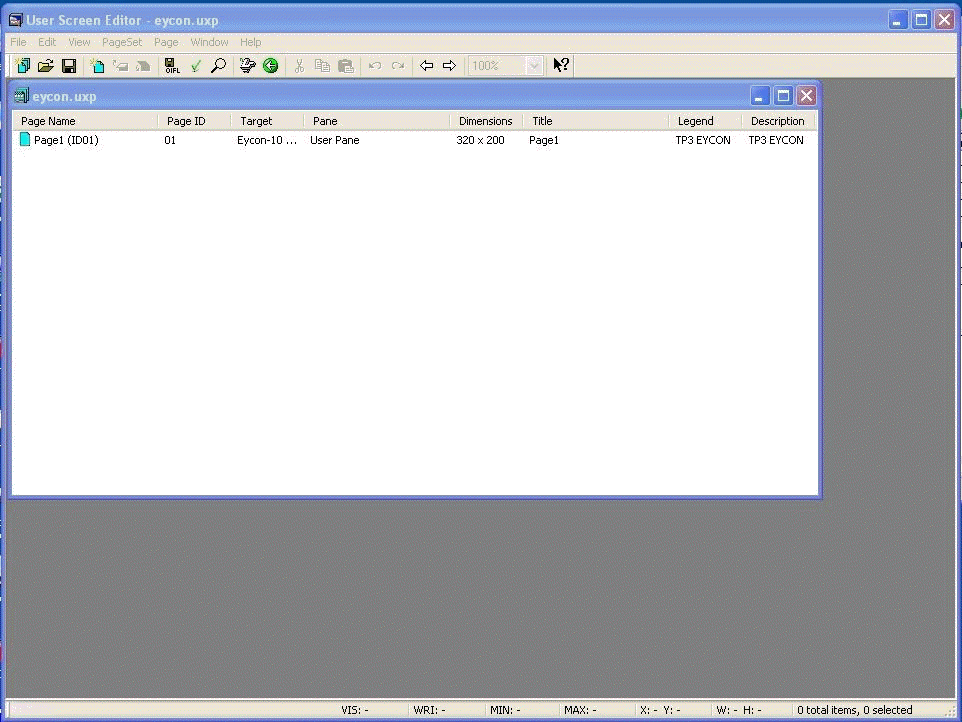 User Screen Editor - eycon.uxp
File Edit View PageSet Page Window Help
OIFL 100% ?
eycon.uxp
Page Name Page ID Target Pane Dimensions Title Legend Description
Page1 (ID01) 01 Eycon-10 ... User Pane 320 x 200 Page1 TP3 EYCON TP3 EYCON
VIS: - WRI: - MIN: - MAX: - X: - Y: - W: - H: - 0 total items, 0 selected